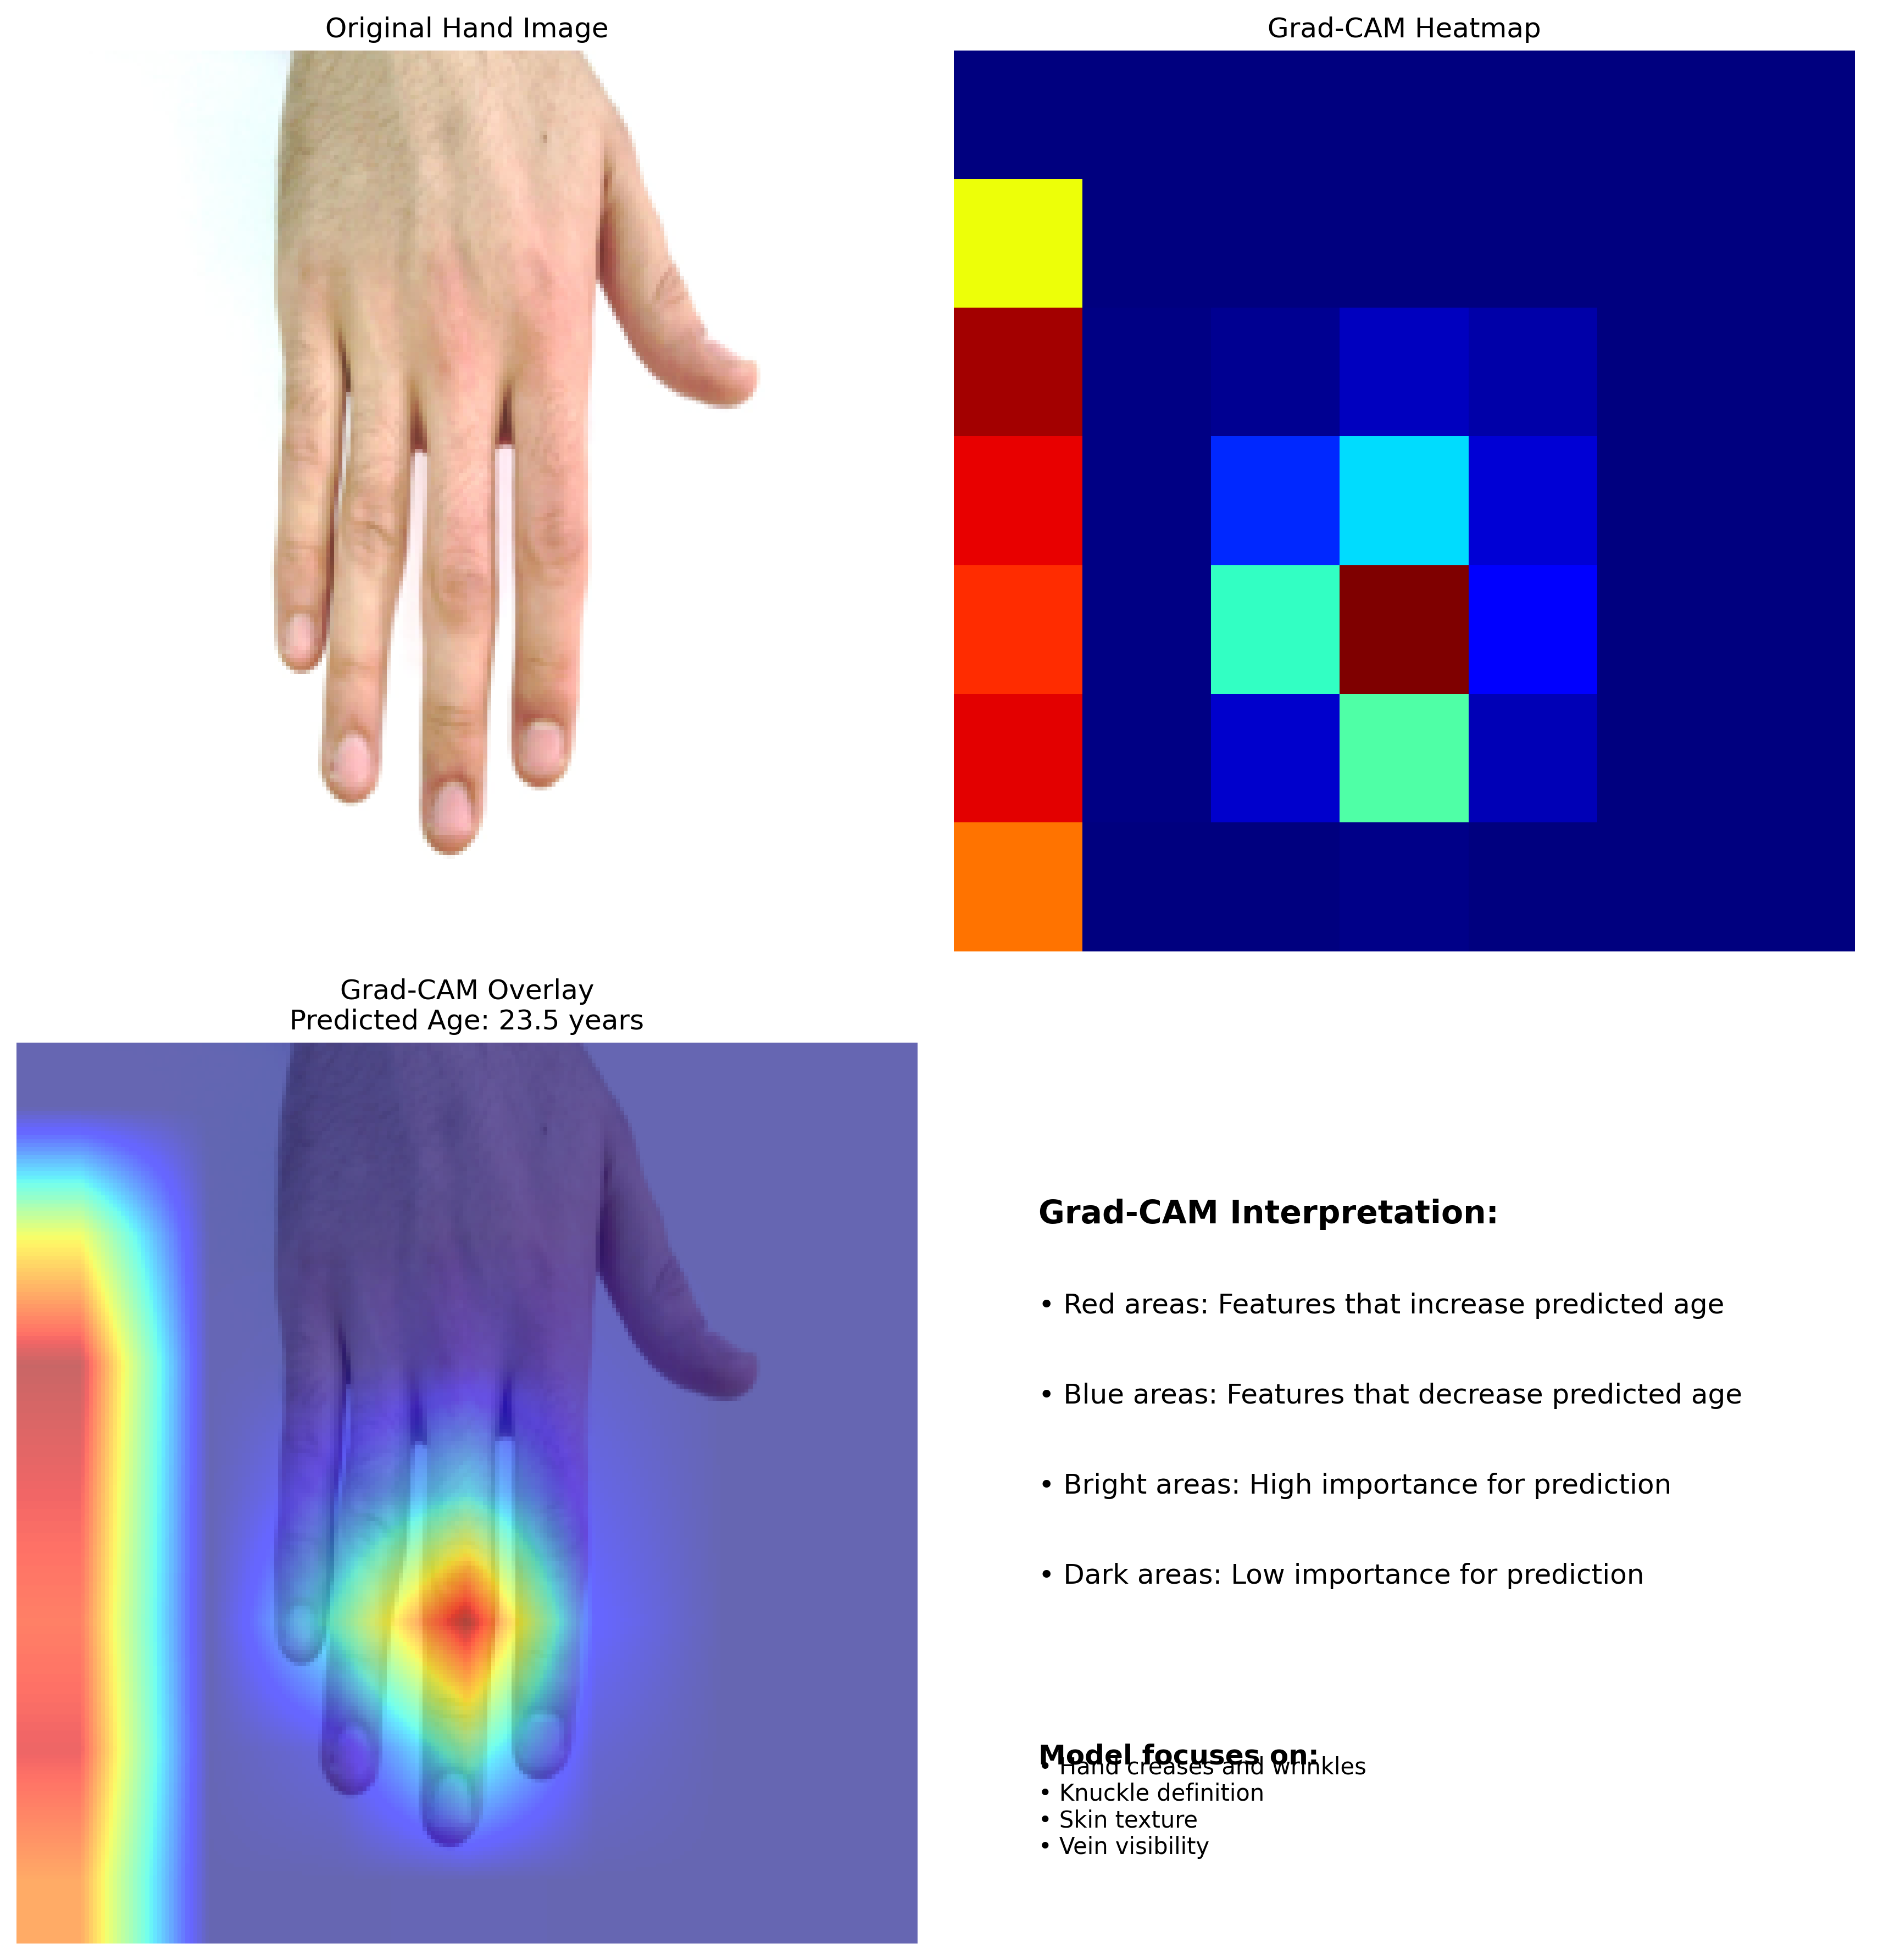 Original Hand Image
Grad-CAM Heatmap
Grad-CAM Overlay
Predicted Age: 23.5 years
Grad-CAM Interpretation:
• Red areas: Features that increase predicted age
• Blue areas: Features that decrease predicted age
• Bright areas: High importance for prediction
• Dark areas: Low importance for prediction
Model focuses on:
• Hand creases and wrinkles
• Knuckle definition
• Skin texture
• Vein visibility